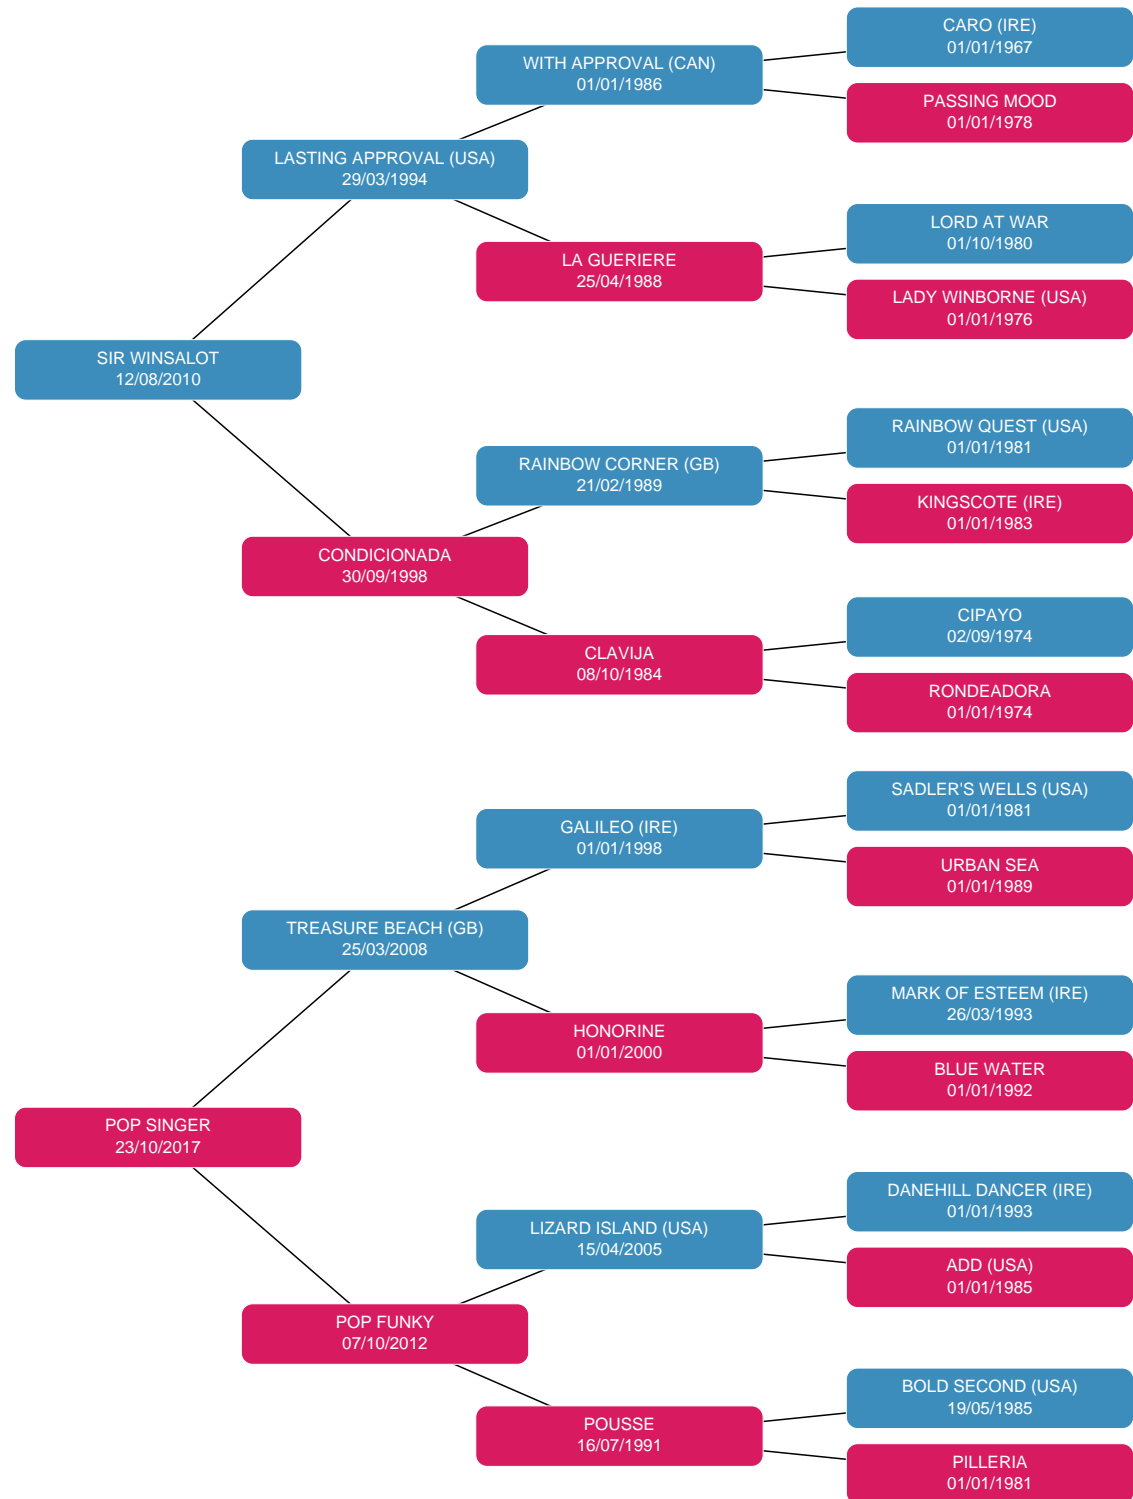 CARO (IRE)
01/01/1967
WITH APPROVAL (CAN)
01/01/1986
PASSING MOOD
01/01/1978
LASTING APPROVAL (USA)
29/03/1994
LORD AT WAR
01/10/1980
LA GUERIERE
25/04/1988
LADY WINBORNE (USA)
01/01/1976
SIR WINSALOT
12/08/2010
RAINBOW QUEST (USA)
01/01/1981
RAINBOW CORNER (GB)
21/02/1989
KINGSCOTE (IRE)
01/01/1983
CONDICIONADA
30/09/1998
CIPAYO
02/09/1974
CLAVIJA
08/10/1984
RONDEADORA
01/01/1974
SADLER'S WELLS (USA)
01/01/1981
GALILEO (IRE)
01/01/1998
URBAN SEA
01/01/1989
TREASURE BEACH (GB)
25/03/2008
MARK OF ESTEEM (IRE)
26/03/1993
HONORINE
01/01/2000
BLUE WATER
01/01/1992
POP SINGER
23/10/2017
DANEHILL DANCER (IRE)
01/01/1993
LIZARD ISLAND (USA)
15/04/2005
ADD (USA)
01/01/1985
POP FUNKY
07/10/2012
BOLD SECOND (USA)
19/05/1985
POUSSE
16/07/1991
PILLERIA
01/01/1981